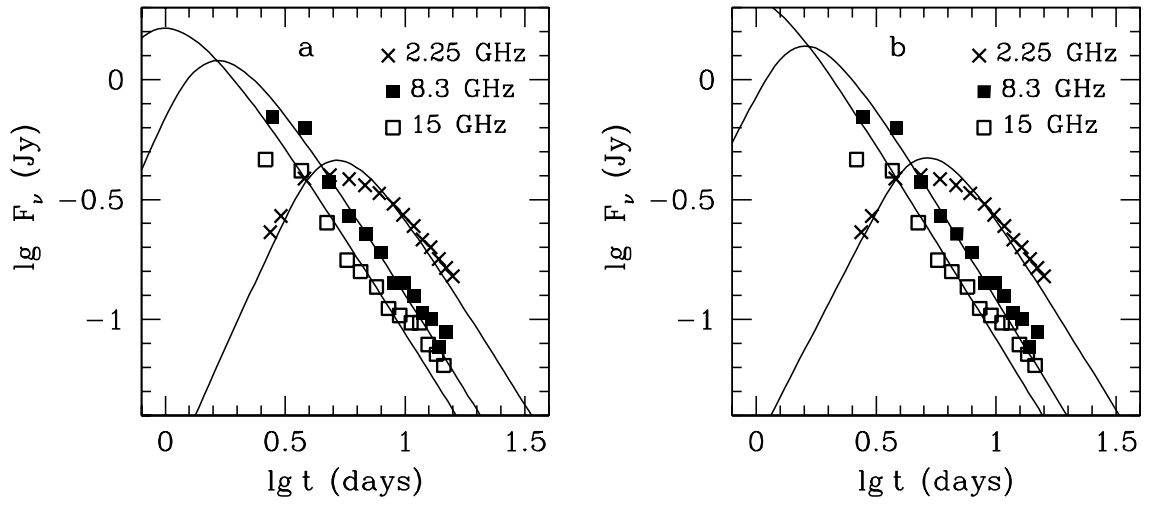 a
× 2.25 GHz
■ 8.3 GHz
□ 15 GHz
0
−0.5
−1
lg Fν (Jy)
0 0.5 1 1.5
lg t (days)
b
× 2.25 GHz
■ 8.3 GHz
□ 15 GHz
0
−0.5
−1
lg Fν (Jy)
0 0.5 1 1.5
lg t (days)